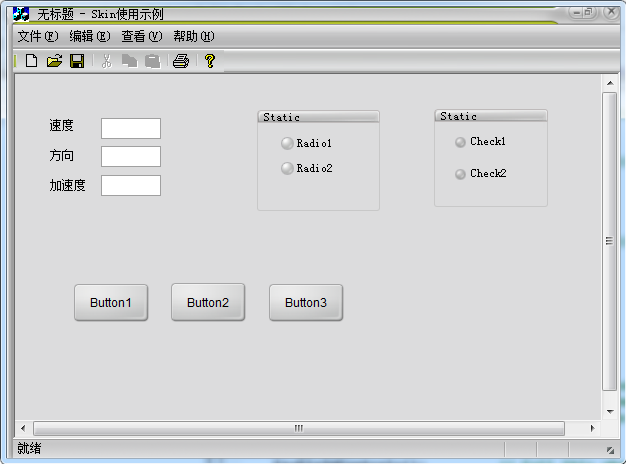 无标题 - Skin使用示例
文件(F) 编辑(E) 查看(V) 帮助(H)
速度
方向
加速度
Static
Radio1
Radio2
Static
Check1
Check2
Button1 Button2 Button3
就绪